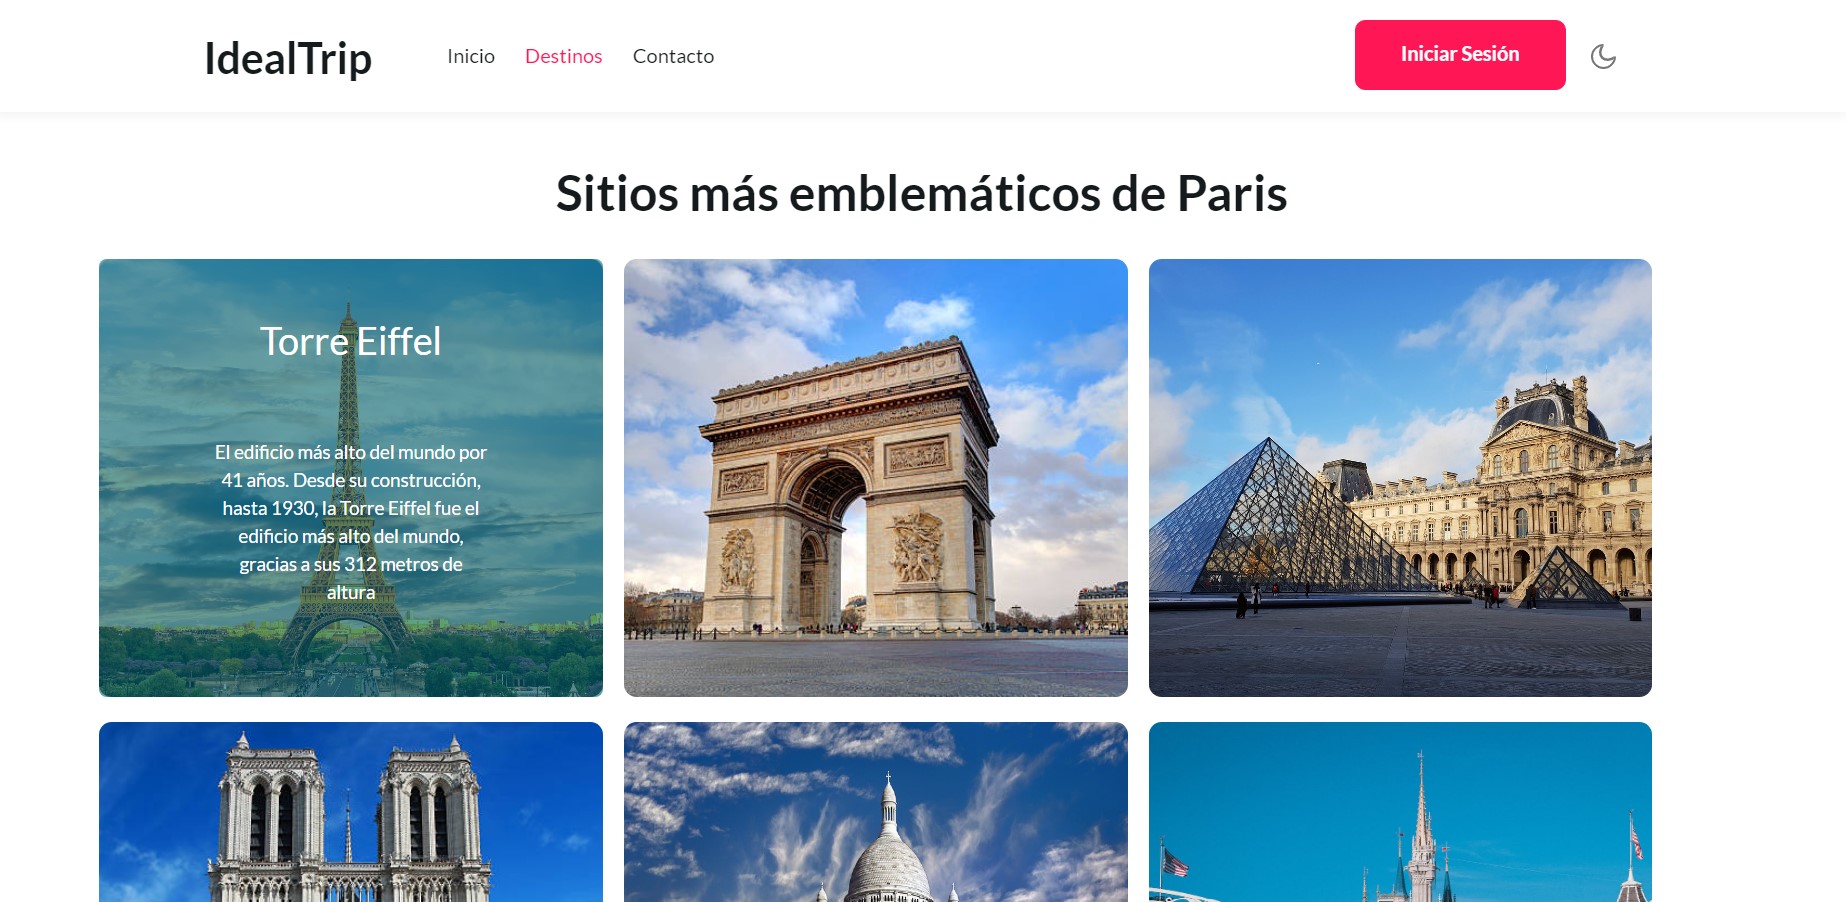 IdealTrip
Inicio
Destinos
Contacto
Iniciar Sesión
Sitios más emblemáticos de Paris
Torre Eiffel
El edificio más alto del mundo por
41 años. Desde su construcción,
hasta 1930, la Torre Eiffel fue el
edificio más alto del mundo,
gracias a sus 312 metros de
altura